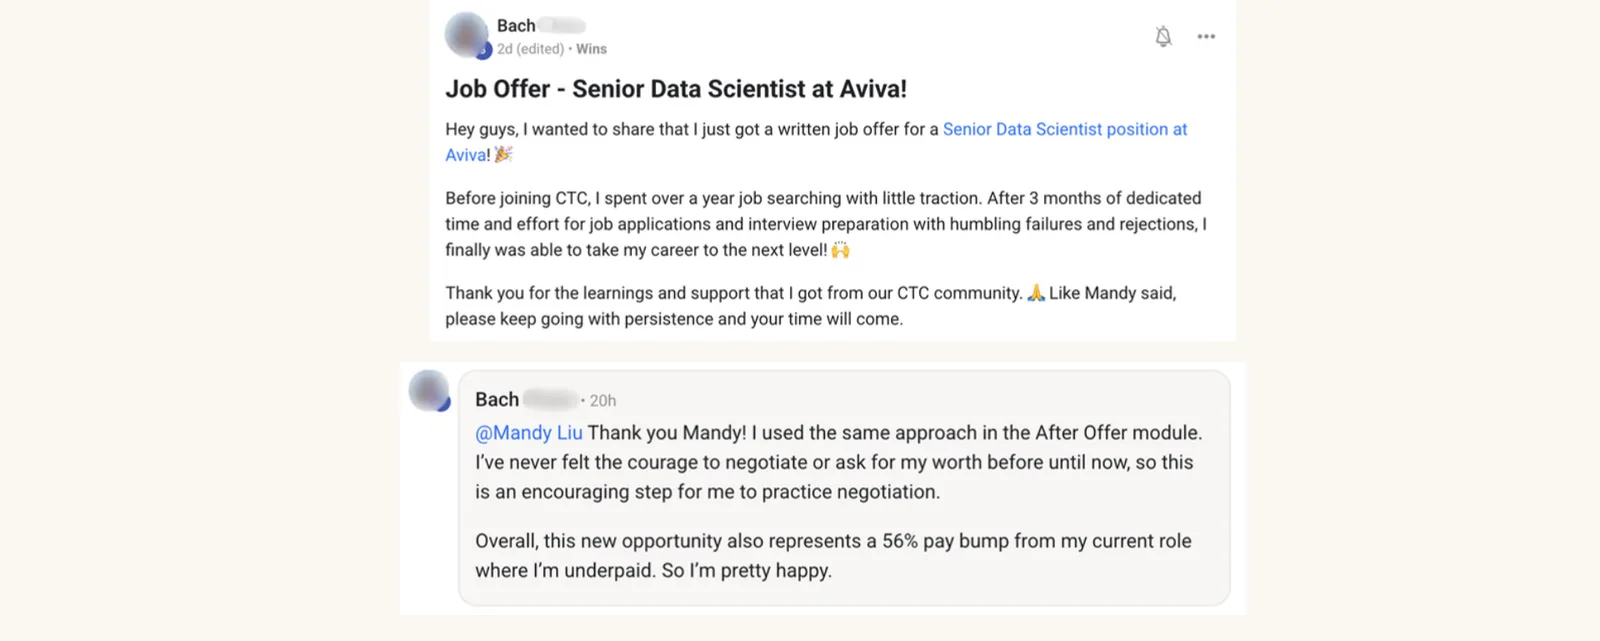 Bach
2d (edited) • Wins
Job Offer - Senior Data Scientist at Aviva!
Hey guys, I wanted to share that I just got a written job offer for a Senior Data Scientist position at
Aviva! 🎉
Before joining CTC, I spent over a year job searching with little traction. After 3 months of dedicated
time and effort for job applications and interview preparation with humbling failures and rejections, I
finally was able to take my career to the next level! 🙌
Thank you for the learnings and support that I got from our CTC community. 🙏 Like Mandy said,
please keep going with persistence and your time will come.
Bach • 20h
@Mandy Liu Thank you Mandy! I used the same approach in the After Offer module.
I’ve never felt the courage to negotiate or ask for my worth before until now, so this
is an encouraging step for me to practice negotiation.
Overall, this new opportunity also represents a 56% pay bump from my current role
where I’m underpaid. So I’m pretty happy.